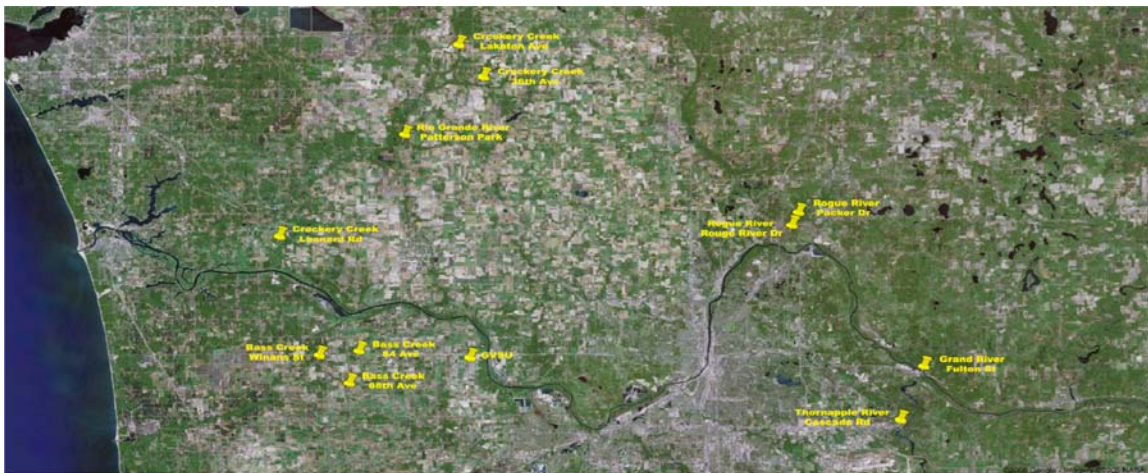 Crockery Creek
Laketon Ave
Crockery Creek
36th Ave
Rio Grande River
Patterson Park
Rogue River
Packer Dr
Rogue River
Rouge River Dr
Crockery Creek
Leonard Rd
Bass Creek
Winans St
Bass Creek
64 Ave
GVSU
Bass Creek
68th Ave
Grand River
Fulton St
Thornapple River
Cascade Rd